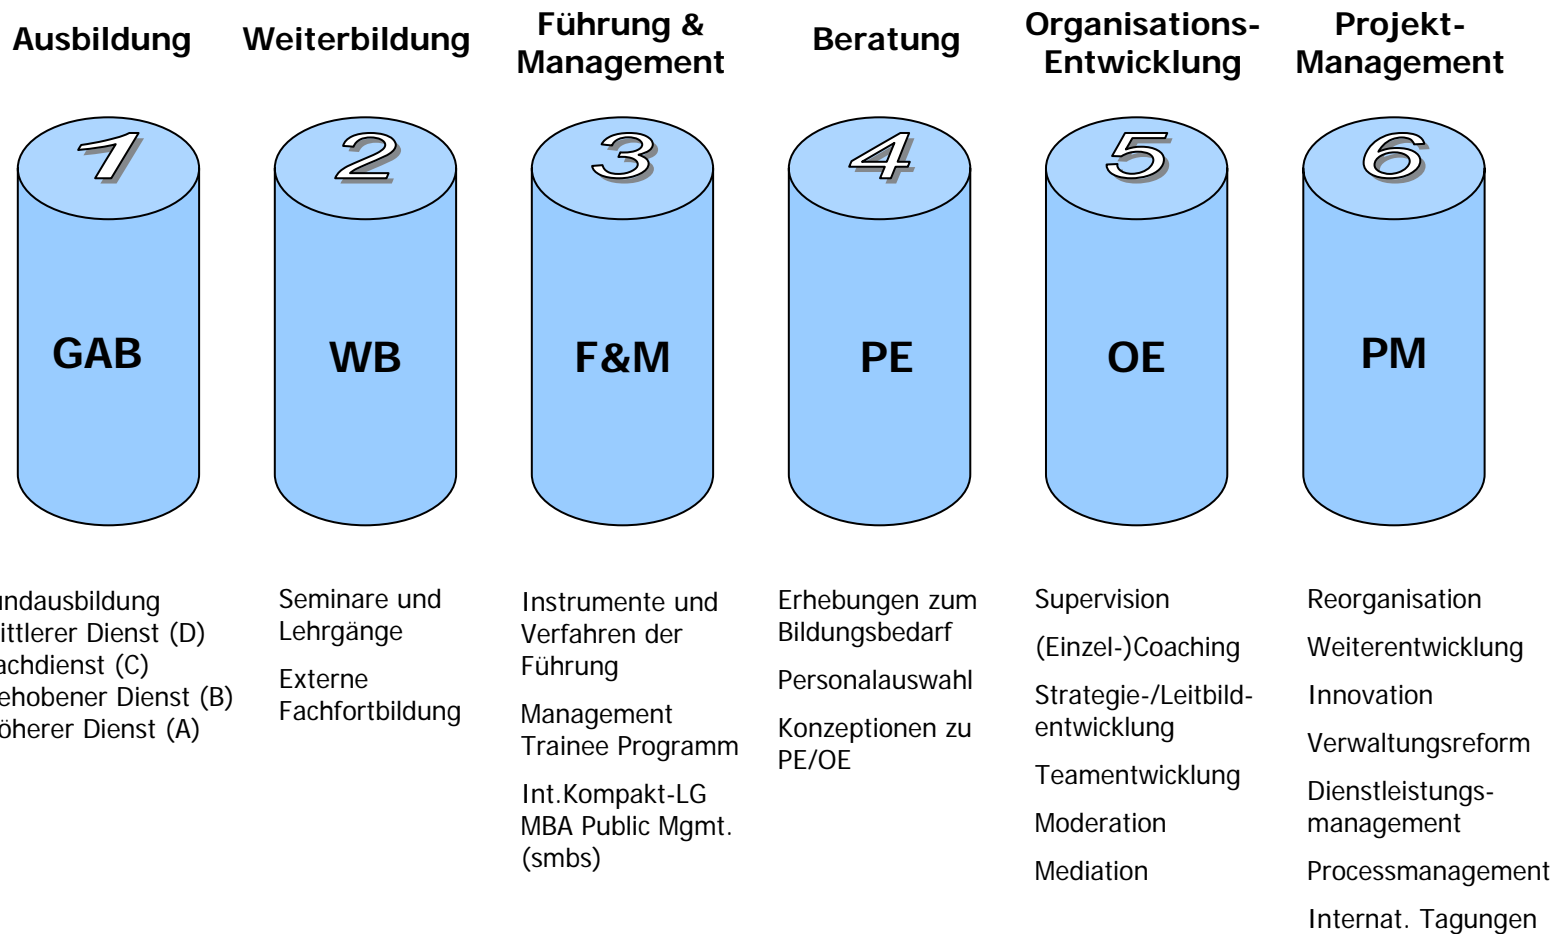 Ausbildung
Weiterbildung
Führung &
Management
Beratung
Organisations-
Entwicklung
Projekt-
Management
1
2
3
4
5
6
GAB
WB
F&M
PE
OE
PM
undausbildung
ittlerer Dienst (D)
achdienst (C)
ehobener Dienst (B)
öherer Dienst (A)
Seminare und
Lehrgänge
Externe
Fachfortbildung
Instrumente und
Verfahren der
Führung
Management
Trainee Programm
Int.Kompakt-LG
MBA Public Mgmt.
(smbs)
Erhebungen zum
Bildungsbedarf
Personalauswahl
Konzeptionen zu
PE/OE
Supervision
(Einzel-)Coaching
Strategie-/Leitbild-
entwicklung
Teamentwicklung
Moderation
Mediation
Reorganisation
Weiterentwicklung
Innovation
Verwaltungsreform
Dienstleistungs-
management
Processmanagement
Internat. Tagungen